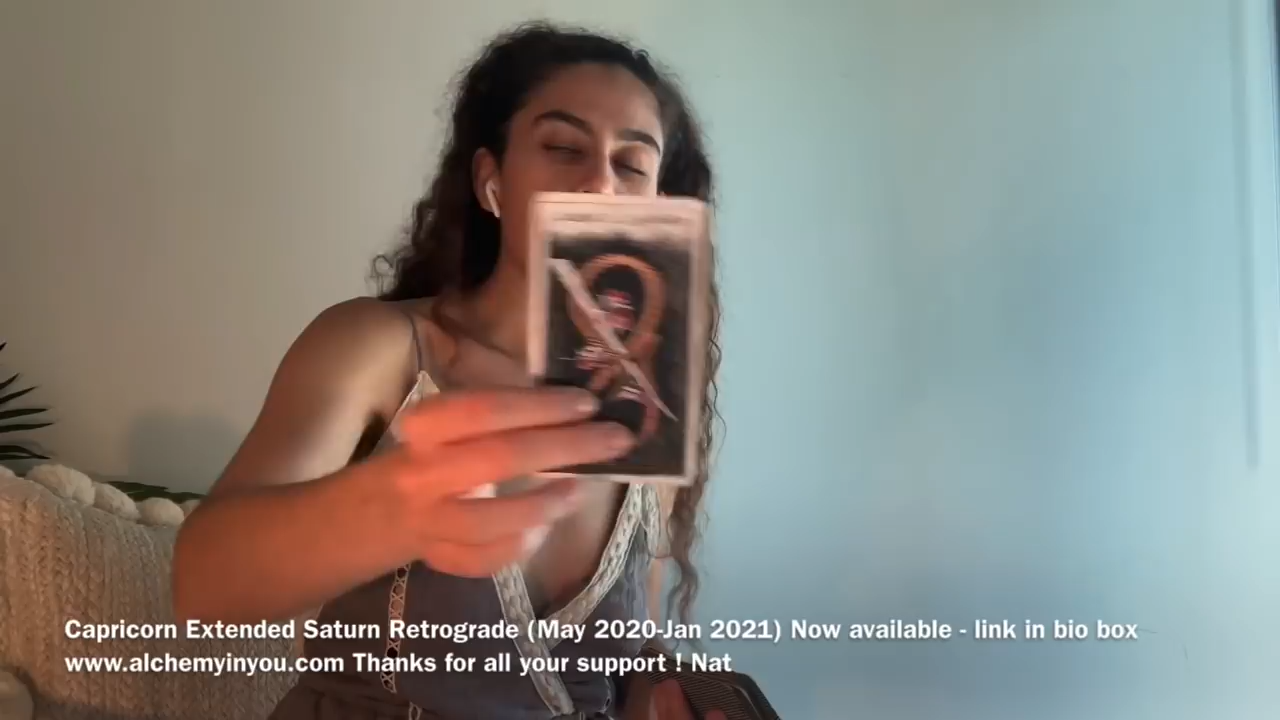 Capricorn Extended Saturn Retrograde (May 2020-Jan 2021) Now available - link in bio box
www.alchemyinyou.com Thanks for all your support ! Nat